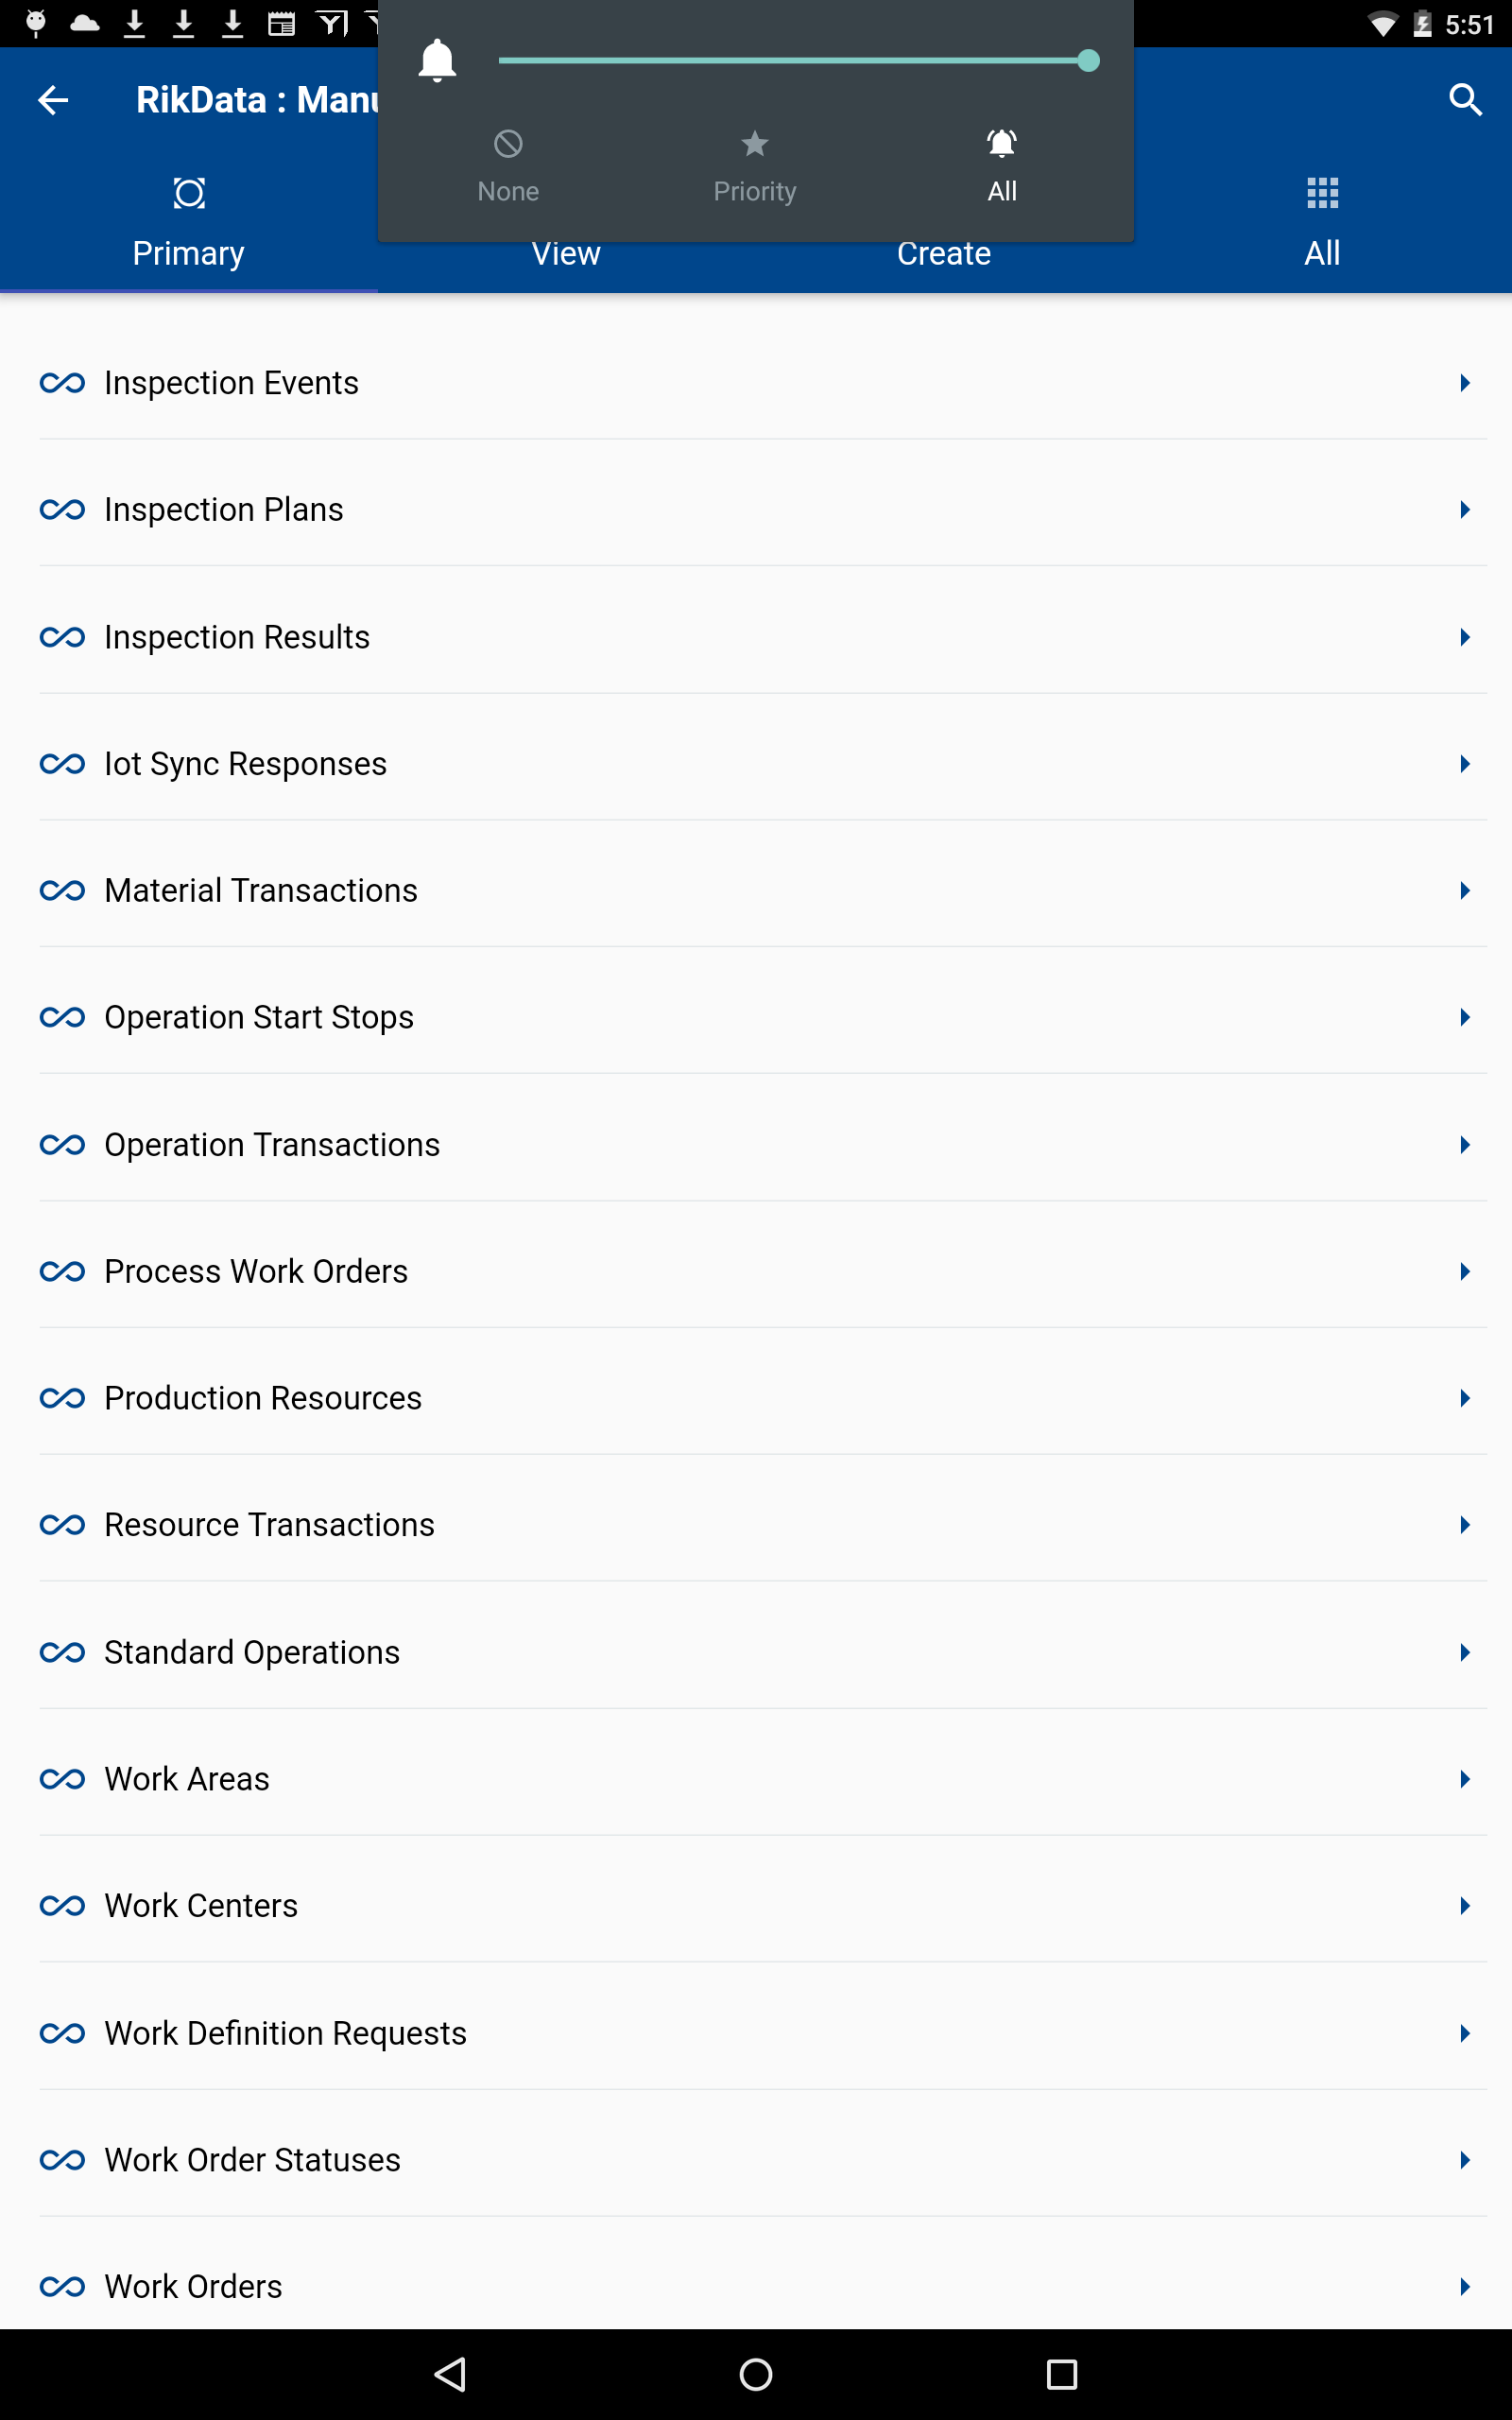 5:51
RikData : Manu
None
Priority
All
Primary
View
Create
All
Inspection Events
Inspection Plans
Inspection Results
Iot Sync Responses
Material Transactions
Operation Start Stops
Operation Transactions
Process Work Orders
Production Resources
Resource Transactions
Standard Operations
Work Areas
Work Centers
Work Definition Requests
Work Order Statuses
Work Orders